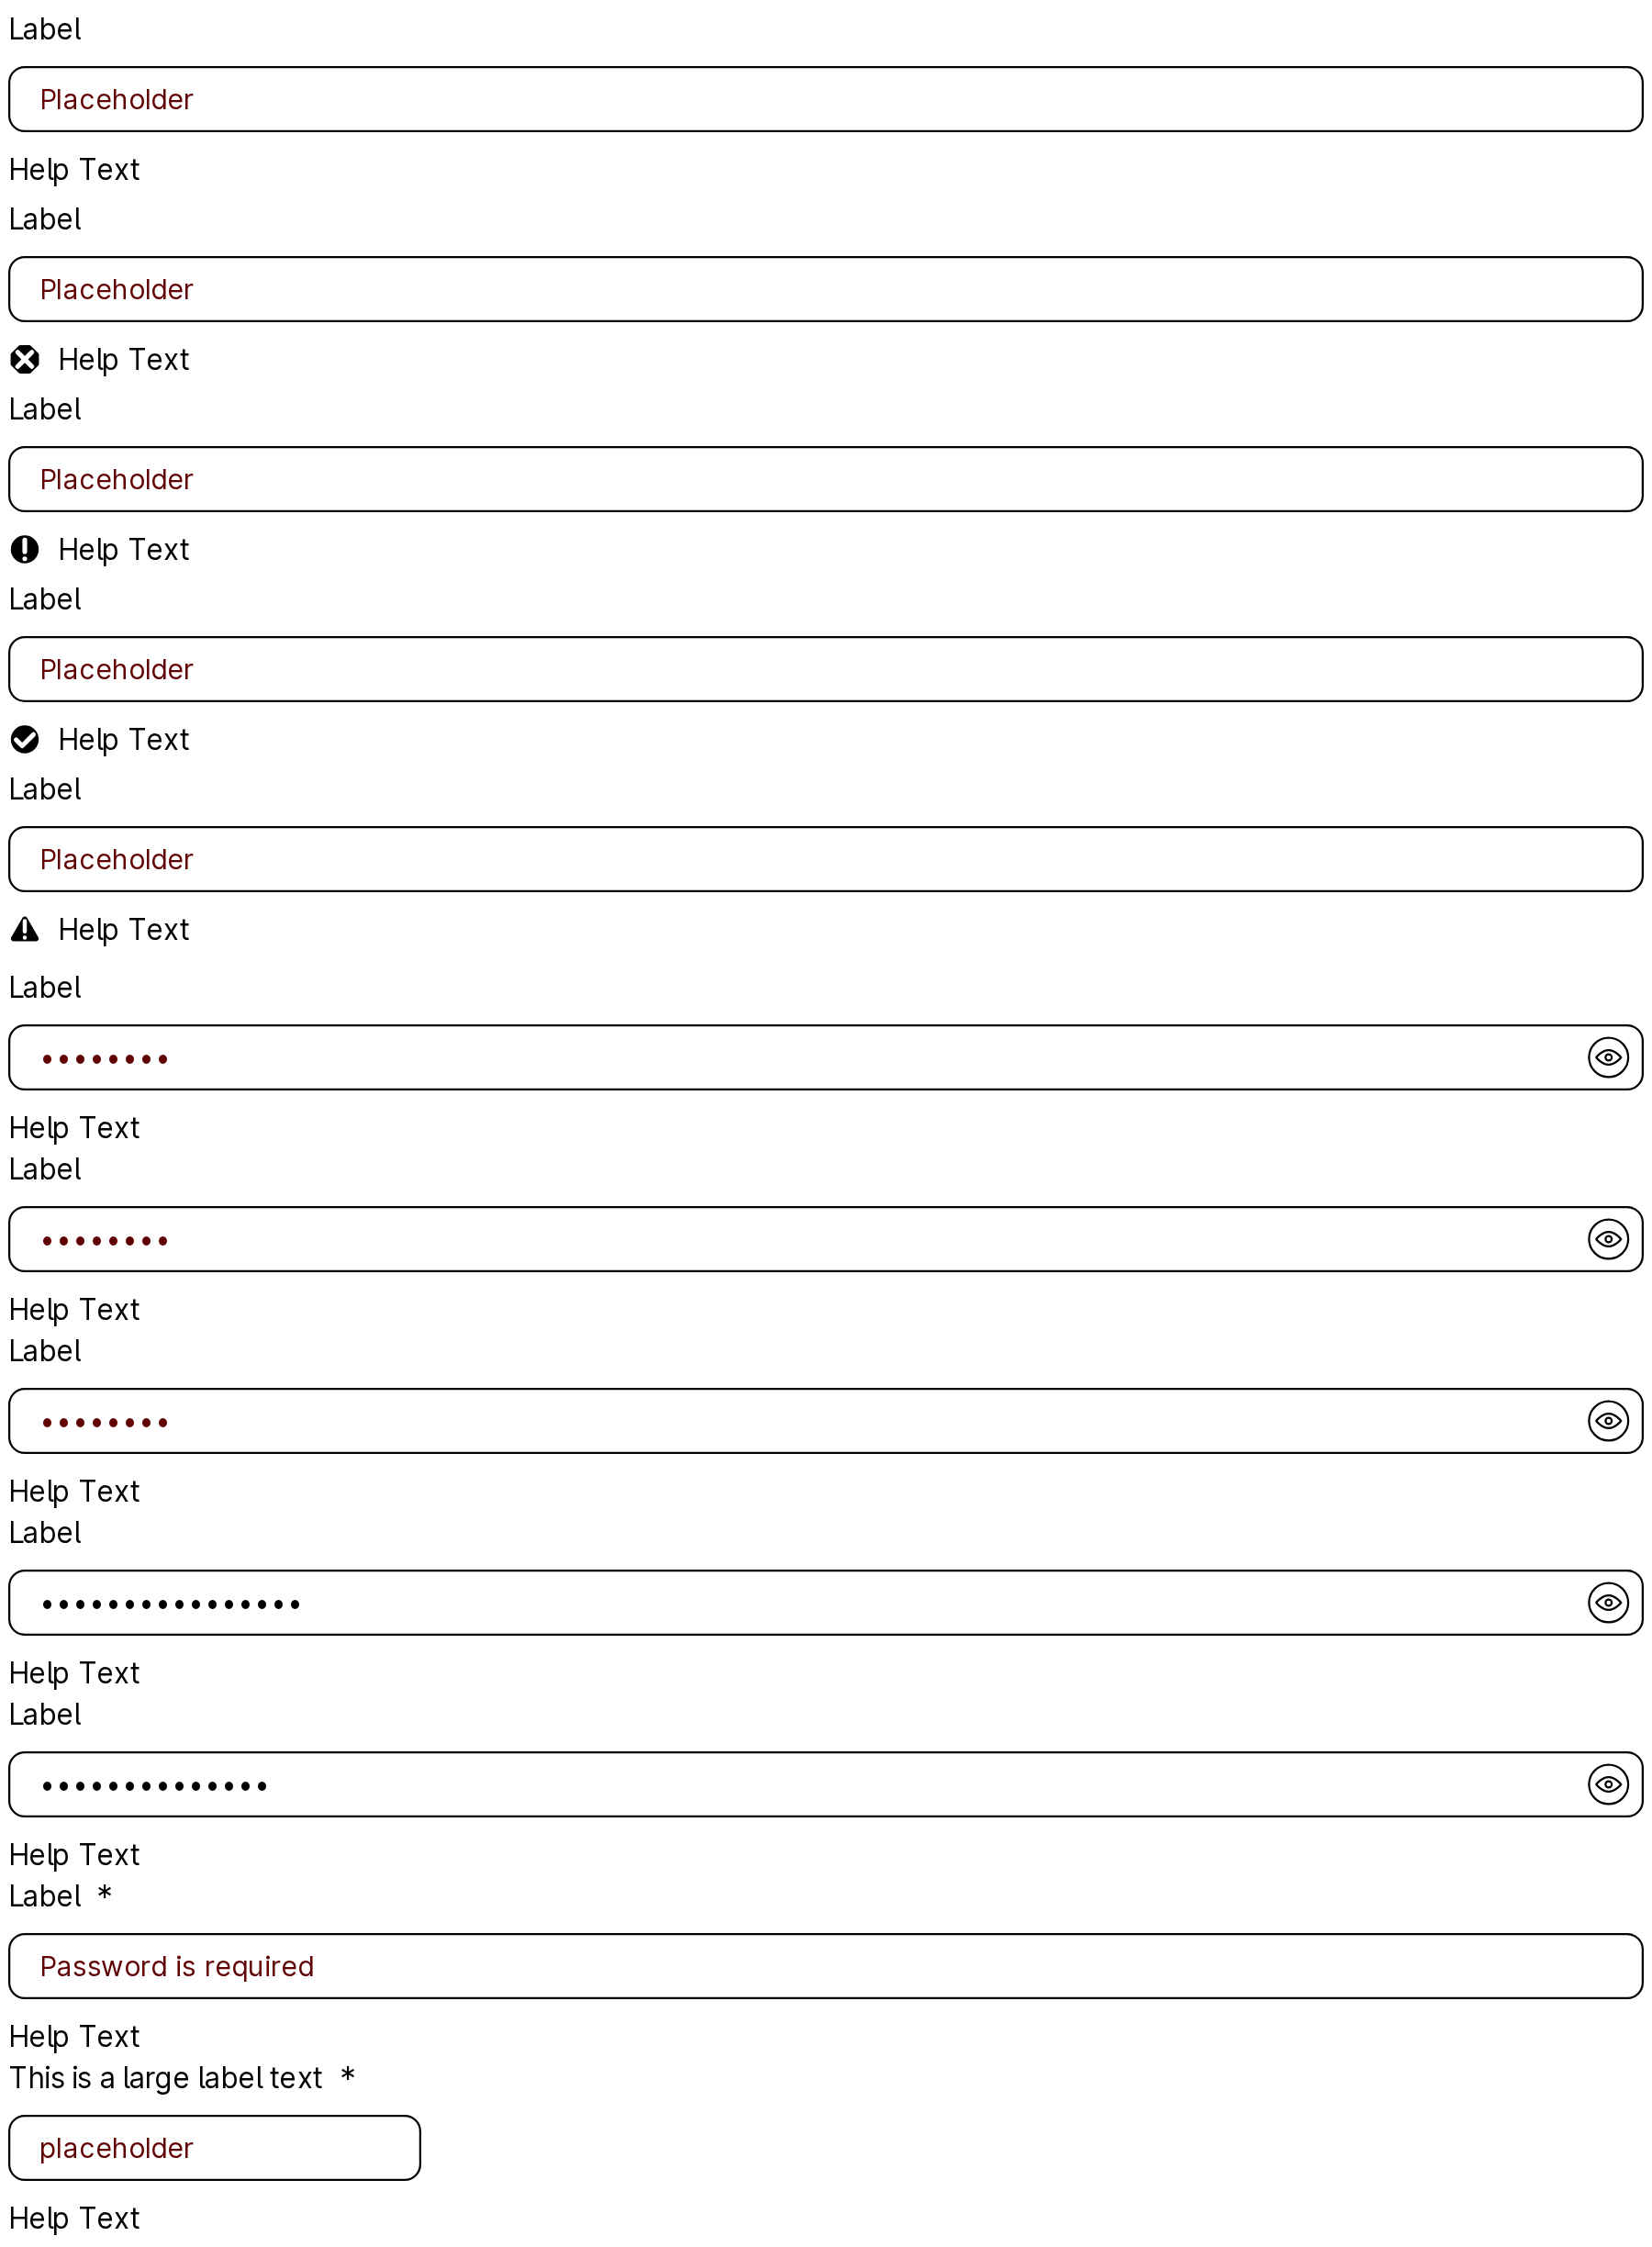 Label
Placeholder
Help Text
Label
Placeholder
Help Text
Label
Placeholder
Help Text
Label
Placeholder
Help Text
Label
Placeholder
Help Text
Label
••••••••
Help Text
Label
••••••••
Help Text
Label
••••••••
Help Text
Label
••••••••••••••••
Help Text
Label
••••••••••••••
Help Text
Label *
Password is required
Help Text
This is a large label text *
placeholder
Help Text